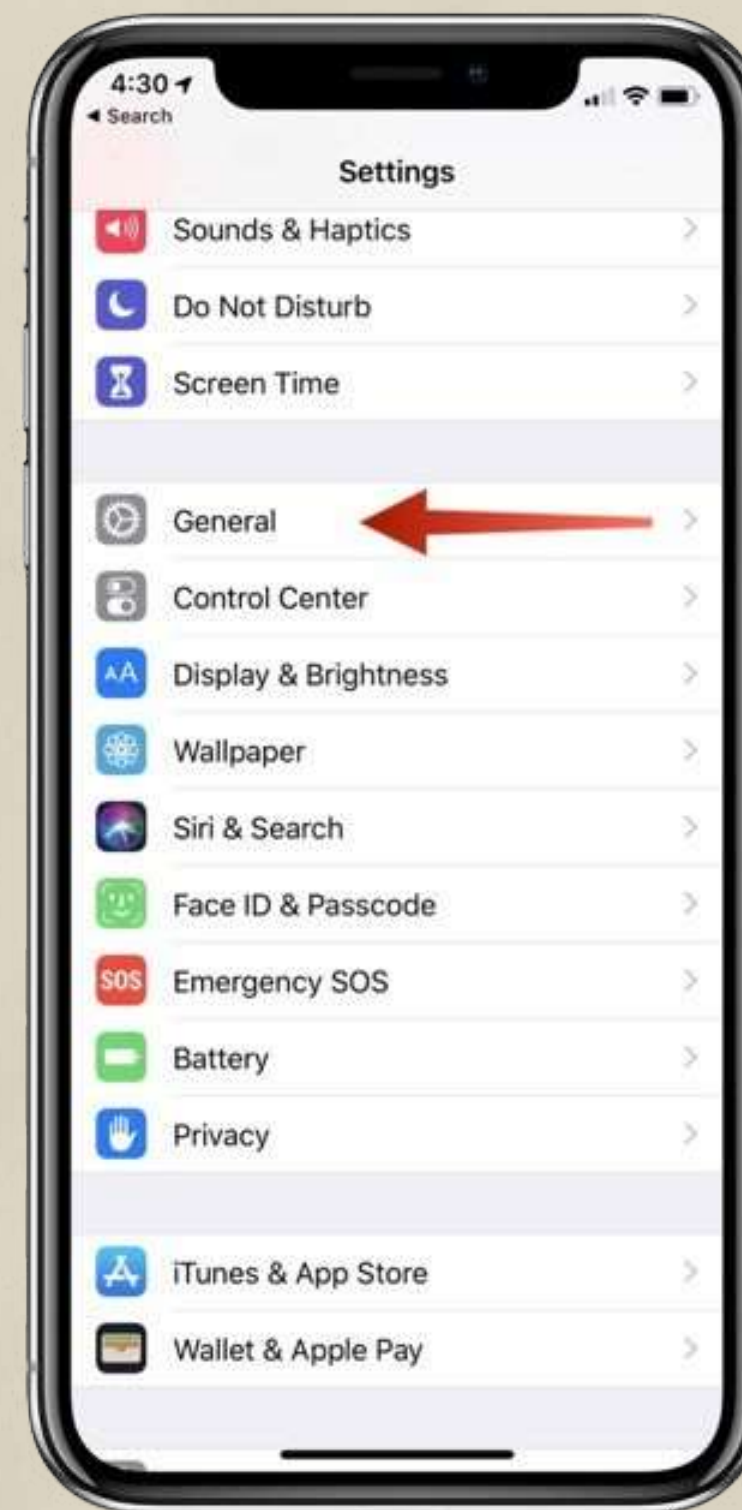 4:30
◀ Search
Settings
Sounds & Haptics
Do Not Disturb
Screen Time
General
Control Center
AA Display & Brightness
Wallpaper
Siri & Search
Face ID & Passcode
SOS Emergency SOS
Battery
Privacy
iTunes & App Store
Wallet & Apple Pay